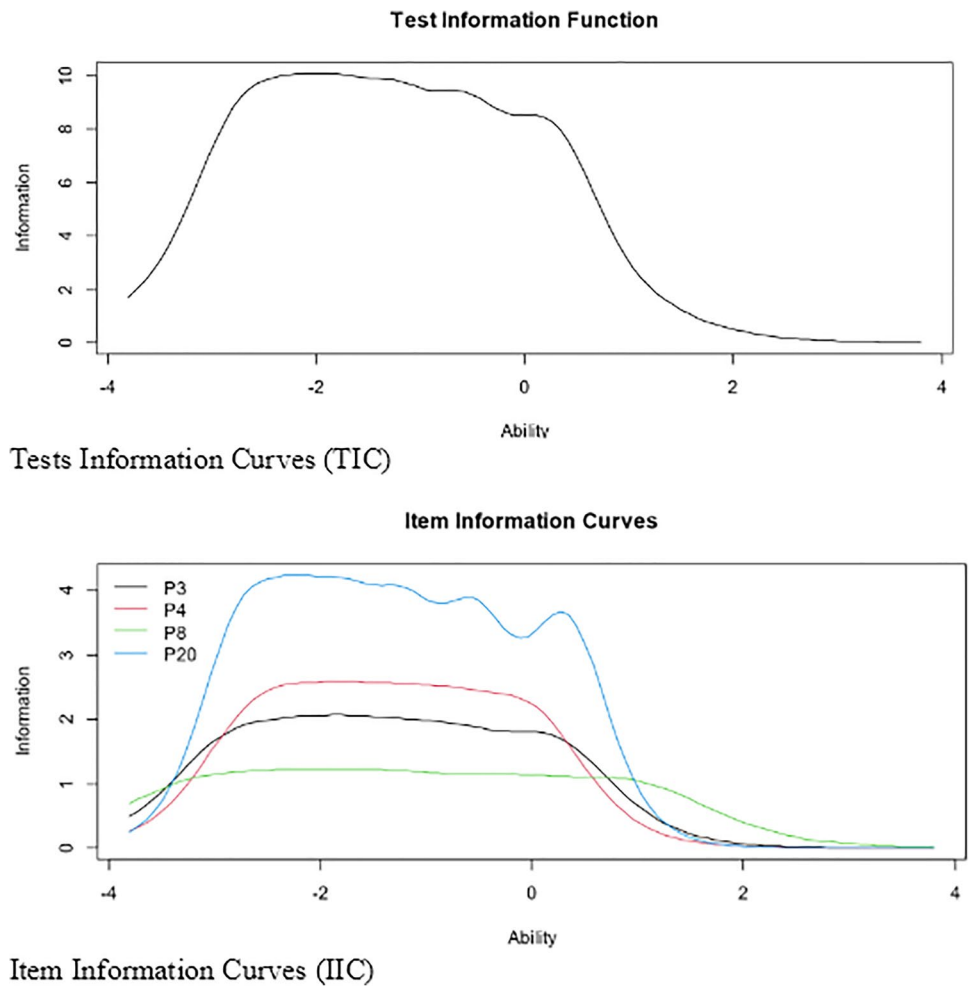 Test Information Function
Information
0
2
4
6
8
10
-4 -2 0 2 4
Ability
Tests Information Curves (TIC)
Item Information Curves
P3
P4
P8
P20
Information
0
1
2
3
4
-4 -2 0 2 4
Ability
Item Information Curves (IIC)